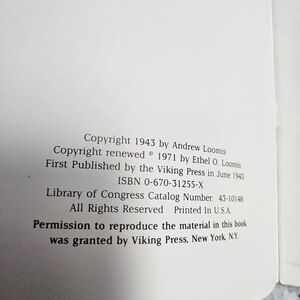 Copyright 1943 by Andrew Loomis
Copyright renewed © 1971 by Ethel O. Loomis
First Published by the Viking Press in June 1943
ISBN 0-670-31255-X
Library of Congress Catalog Number: 43-10148
All Rights Reserved Printed In U.S.A.
Permission to reproduce the material in this book
was granted by Viking Press, New York, NY.